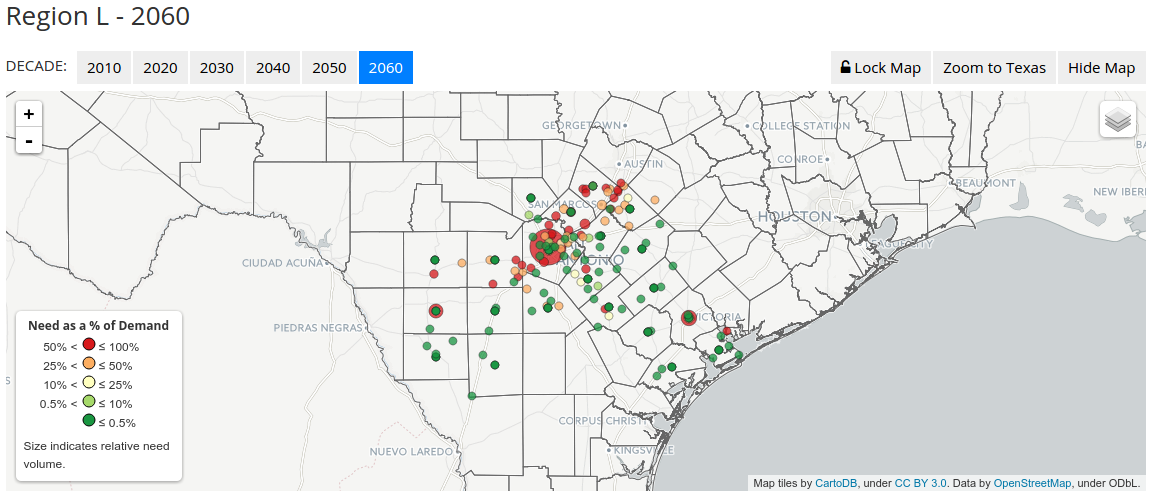 Region L - 2060
DECADE: 2010 2020 2030 2040 2050 2060 Lock Map Zoom to Texas Hide Map
+
-
GEORGETOWN
COLLEGE STATION
AUSTIN
CONROE
BEAUMONT
NEW IBERI
SAN MARCOS
HOUSTON
LEAGUE CITY
CIUDAD ACUÑA
ANTONIO
VICTORIA
PIEDRAS NEGRAS
CORPUS CHRISTI
NUEVO LAREDO
KINGSVILLE
Need as a % of Demand
50% < ≤ 100%
25% < ≤ 50%
10% < ≤ 25%
0.5% < ≤ 10%
≤ 0.5%
Size indicates relative need
volume.
Map tiles by CartoDB, under CC BY 3.0. Data by OpenStreetMap, under ODbL.